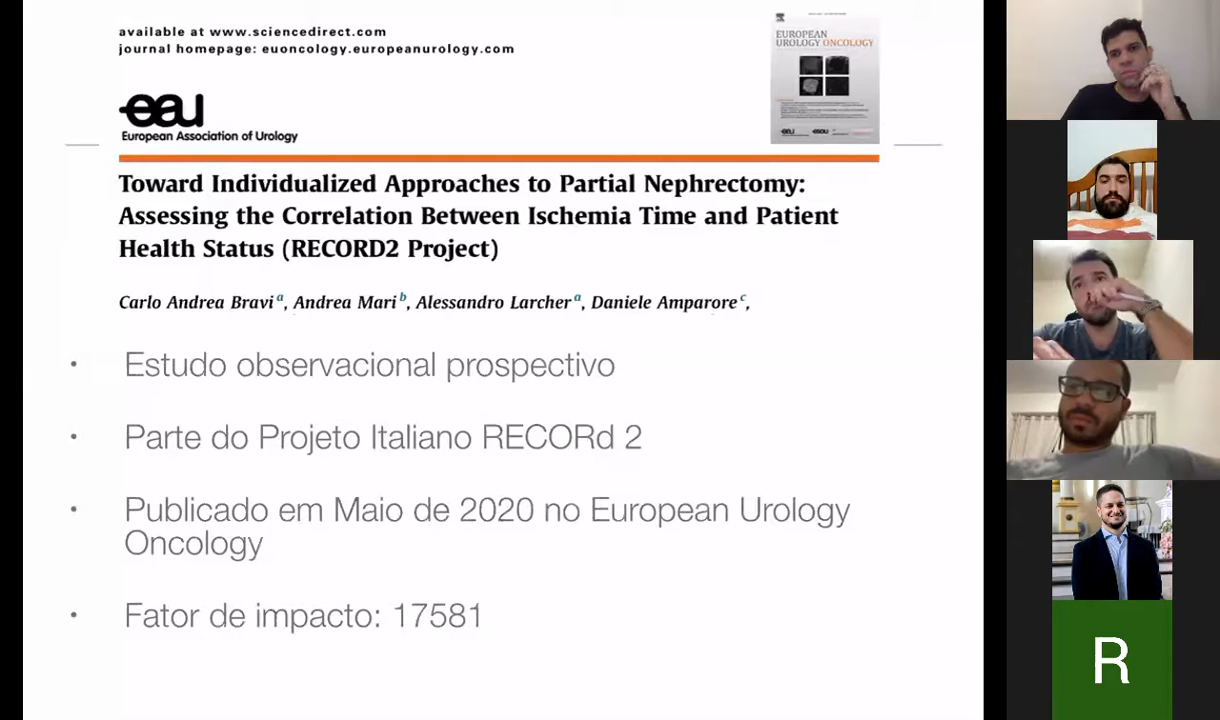 available at www.sciencedirect.com
journal homepage: euoncology.europeanurology.com
EUROPEAN
UROLOGY ONCOLOGY
eau
European Association of Urology
Toward Individualized Approaches to Partial Nephrectomy:
Assessing the Correlation Between Ischemia Time and Patient
Health Status (RECORD2 Project)
Carlo Andrea Bravi a, Andrea Mari b, Alessandro Larcher a, Daniele Amparore c,
• Estudo observacional prospectivo
• Parte do Projeto Italiano RECORd 2
• Publicado em Maio de 2020 no European Urology
Oncology
• Fator de impacto: 17581
R